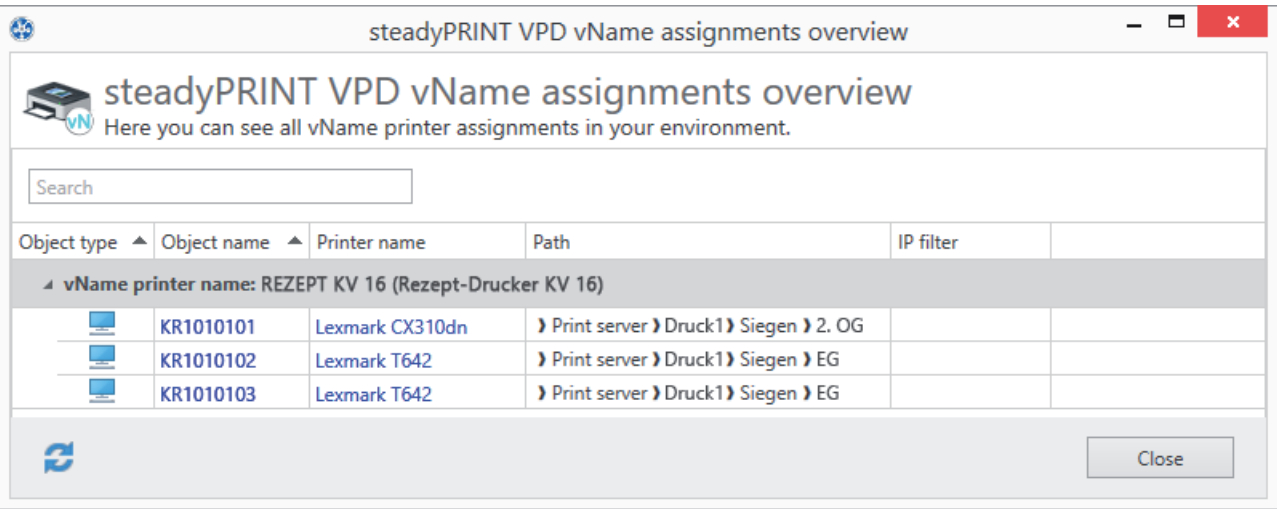 steadyPRINT VPD vName assignments overview
steadyPRINT VPD vName assignments overview
vN
Here you can see all vName printer assignments in your environment.
Search
Object type Object name Printer name Path IP filter
vName printer name: REZEPT KV 16 (Rezept-Drucker KV 16)
KR1010101 Lexmark CX310dn ❫ Print server ❫ Druck1 ❫ Siegen ❫ 2. OG
KR1010102 Lexmark T642 ❫ Print server ❫ Druck1 ❫ Siegen ❫ EG
KR1010103 Lexmark T642 ❫ Print server ❫ Druck1 ❫ Siegen ❫ EG
Close